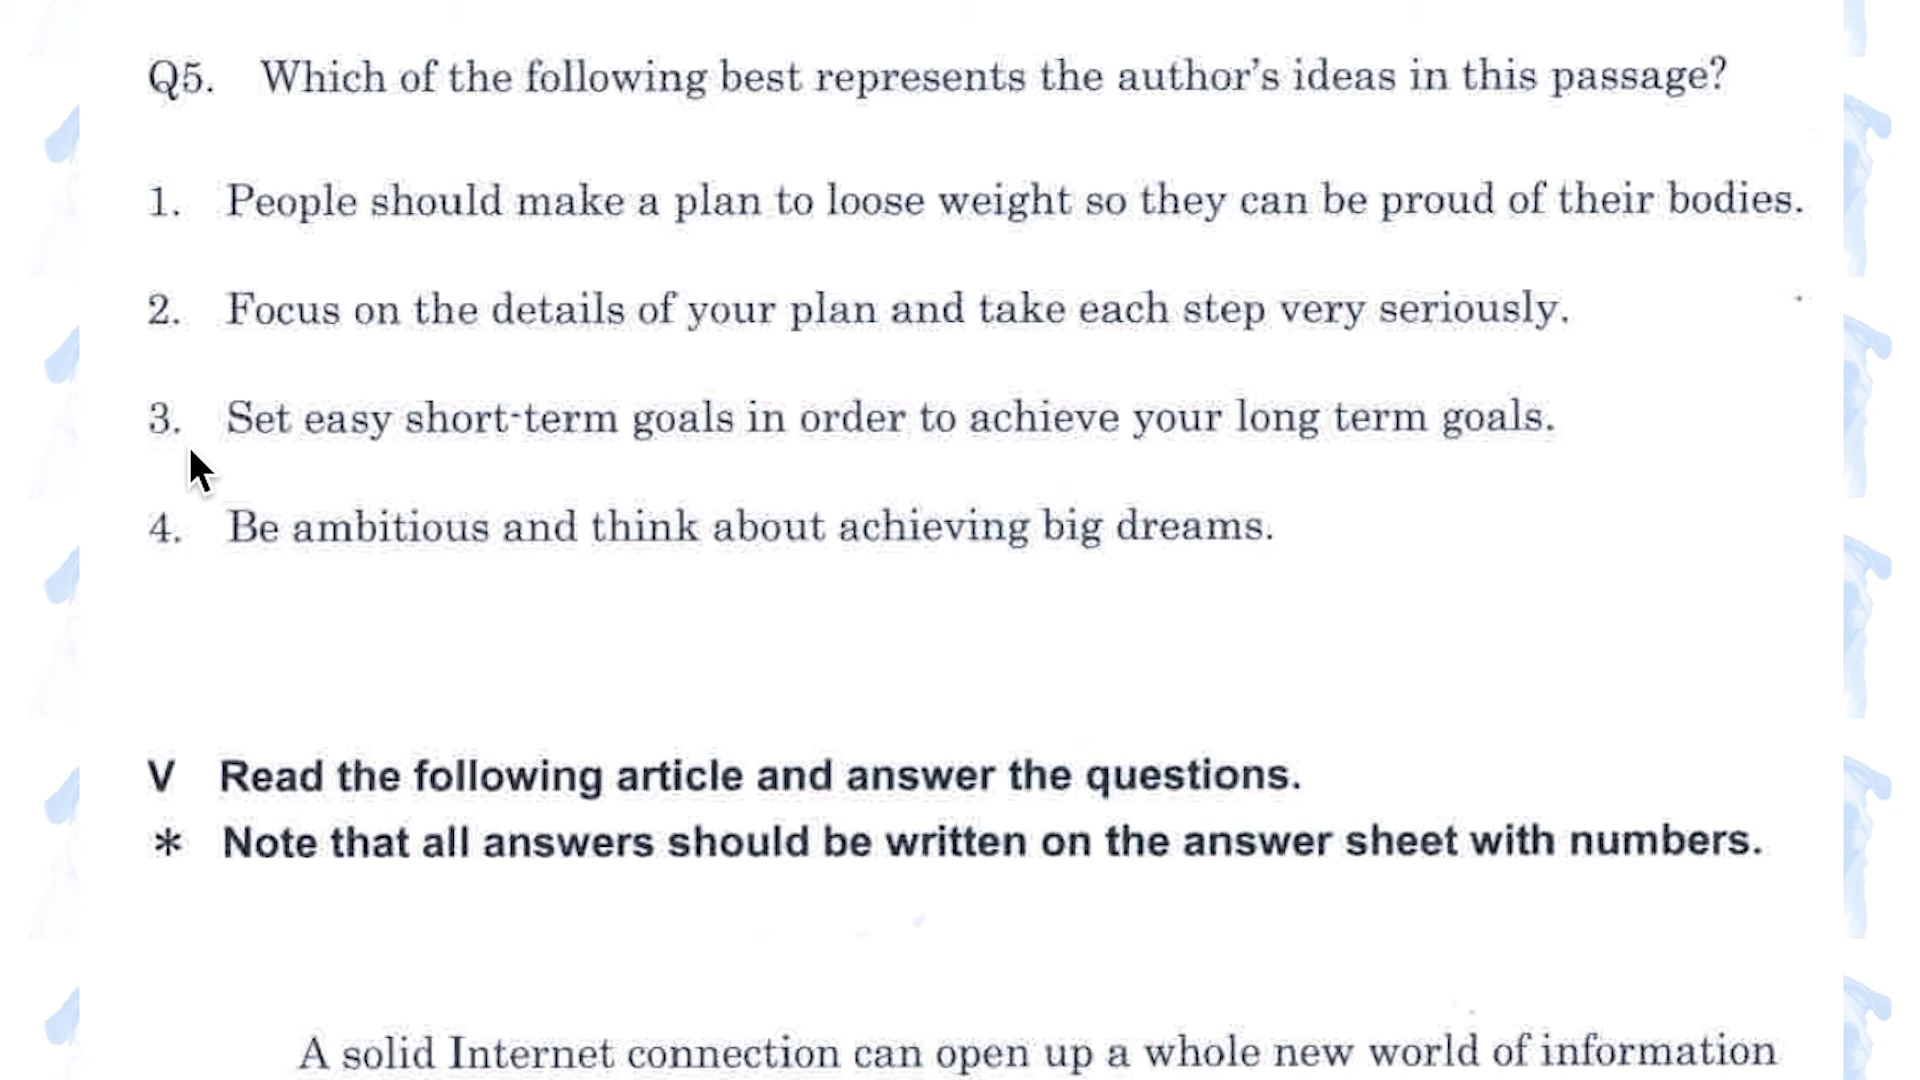 Q5. Which of the following best represents the author's ideas in this passage?
1. People should make a plan to loose weight so they can be proud of their bodies.
2. Focus on the details of your plan and take each step very seriously.
3. Set easy short-term goals in order to achieve your long term goals.
4. Be ambitious and think about achieving big dreams.
V Read the following article and answer the questions.
* Note that all answers should be written on the answer sheet with numbers.
A solid Internet connection can open up a whole new world of information